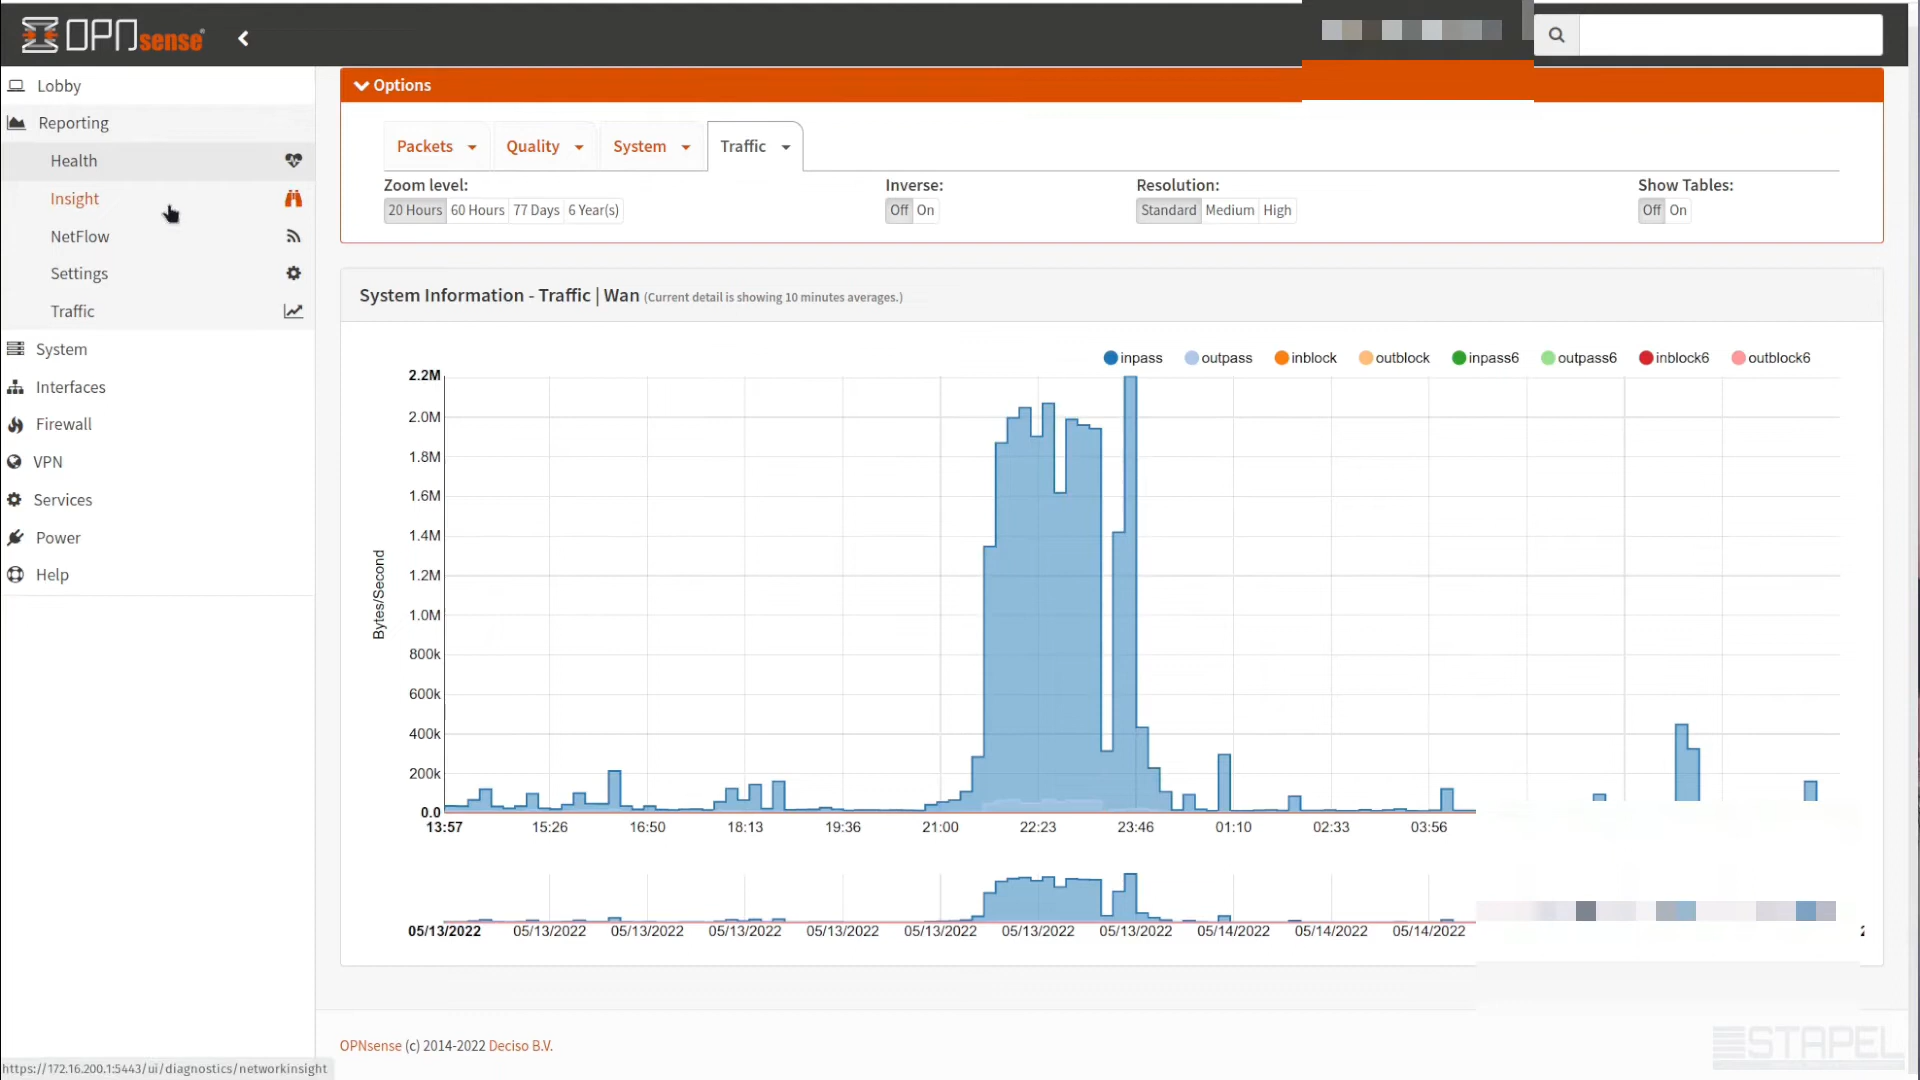 OPNsense
Lobby
Reporting
Health
Insight
NetFlow
Settings
Traffic
System
Interfaces
Firewall
VPN
Services
Power
Help
Options
Packets
Quality
System
Traffic
Zoom level:
Inverse:
Resolution:
Show Tables:
20 Hours 60 Hours 77 Days 6 Year(s)
Off On
Standard Medium High
Off On
System Information - Traffic | Wan (Current detail is showing 10 minutes averages.)
inpass outpass inblock outblock inpass6 outpass6 inblock6 outblock6
Bytes/Second
2.2M
2.0M
1.8M
1.6M
1.4M
1.2M
1.0M
800k
600k
400k
200k
0.0
13:57 15:26 16:50 18:13 19:36 21:00 22:23 23:46 01:10 02:33 03:56
05/13/2022 05/13/2022 05/13/2022 05/13/2022 05/13/2022 05/13/2022 05/13/2022 05/13/2022 05/14/2022 05/14/2022 05/14/2022
OPNsense (c) 2014-2022 Deciso B.V.
STAPEL
https://172.16.200.1:5443/ui/diagnostics/networkinsight